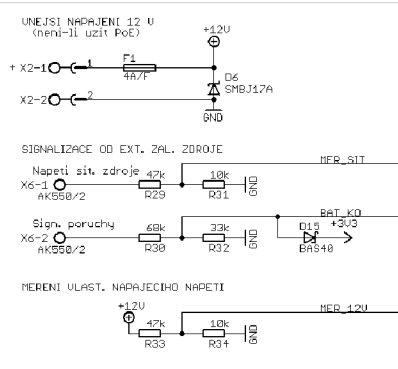 VNEJSI NAPAJENI 12 V
(neni-li uzit PoE)
+12V
+ X2-1 1 F1
4A/F
D6
SMBJ17A
X2-2 2
GND
SIGNALIZACE OD EXT. ZAL. ZDROJE
MER_SIT
Napeti sit. zdroje 47k 10k
X6-1 R29 R31 GND
AK550/2
BAT_KO
Sign. poruchy 68k 33k D15 +3V3
X6-2 R30 R32 GND
AK550/2 BAS40
MERENI VLAST. NAPAJECIHO NAPETI
+12V MER_12V
47k 10k
R33 R34 GND